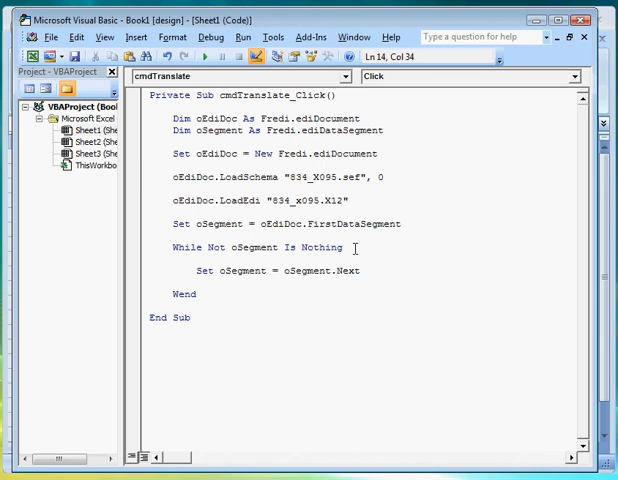 Microsoft Visual Basic - Book1 [design] - [Sheet1 (Code)]
File Edit View Insert Format Debug Run Tools Add-Ins Window Help Type a question for help
Ln 14, Col 34
Project - VBAProject
cmdTranslate Click
VBAProject (Bool
Microsoft Excel
Sheet1 (She
Sheet2 (She
Sheet3 (She
ThisWorkbo
Private Sub cmdTranslate_Click()
Dim oEdiDoc As Fredi.ediDocument
Dim oSegment As Fredi.ediDataSegment
Set oEdiDoc = New Fredi.ediDocument
oEdiDoc.LoadSchema "834_X095.sef", 0
oEdiDoc.LoadEdi "834_x095.X12"
Set oSegment = oEdiDoc.FirstDataSegment
While Not oSegment Is Nothing
Set oSegment = oSegment.Next
Wend
End Sub